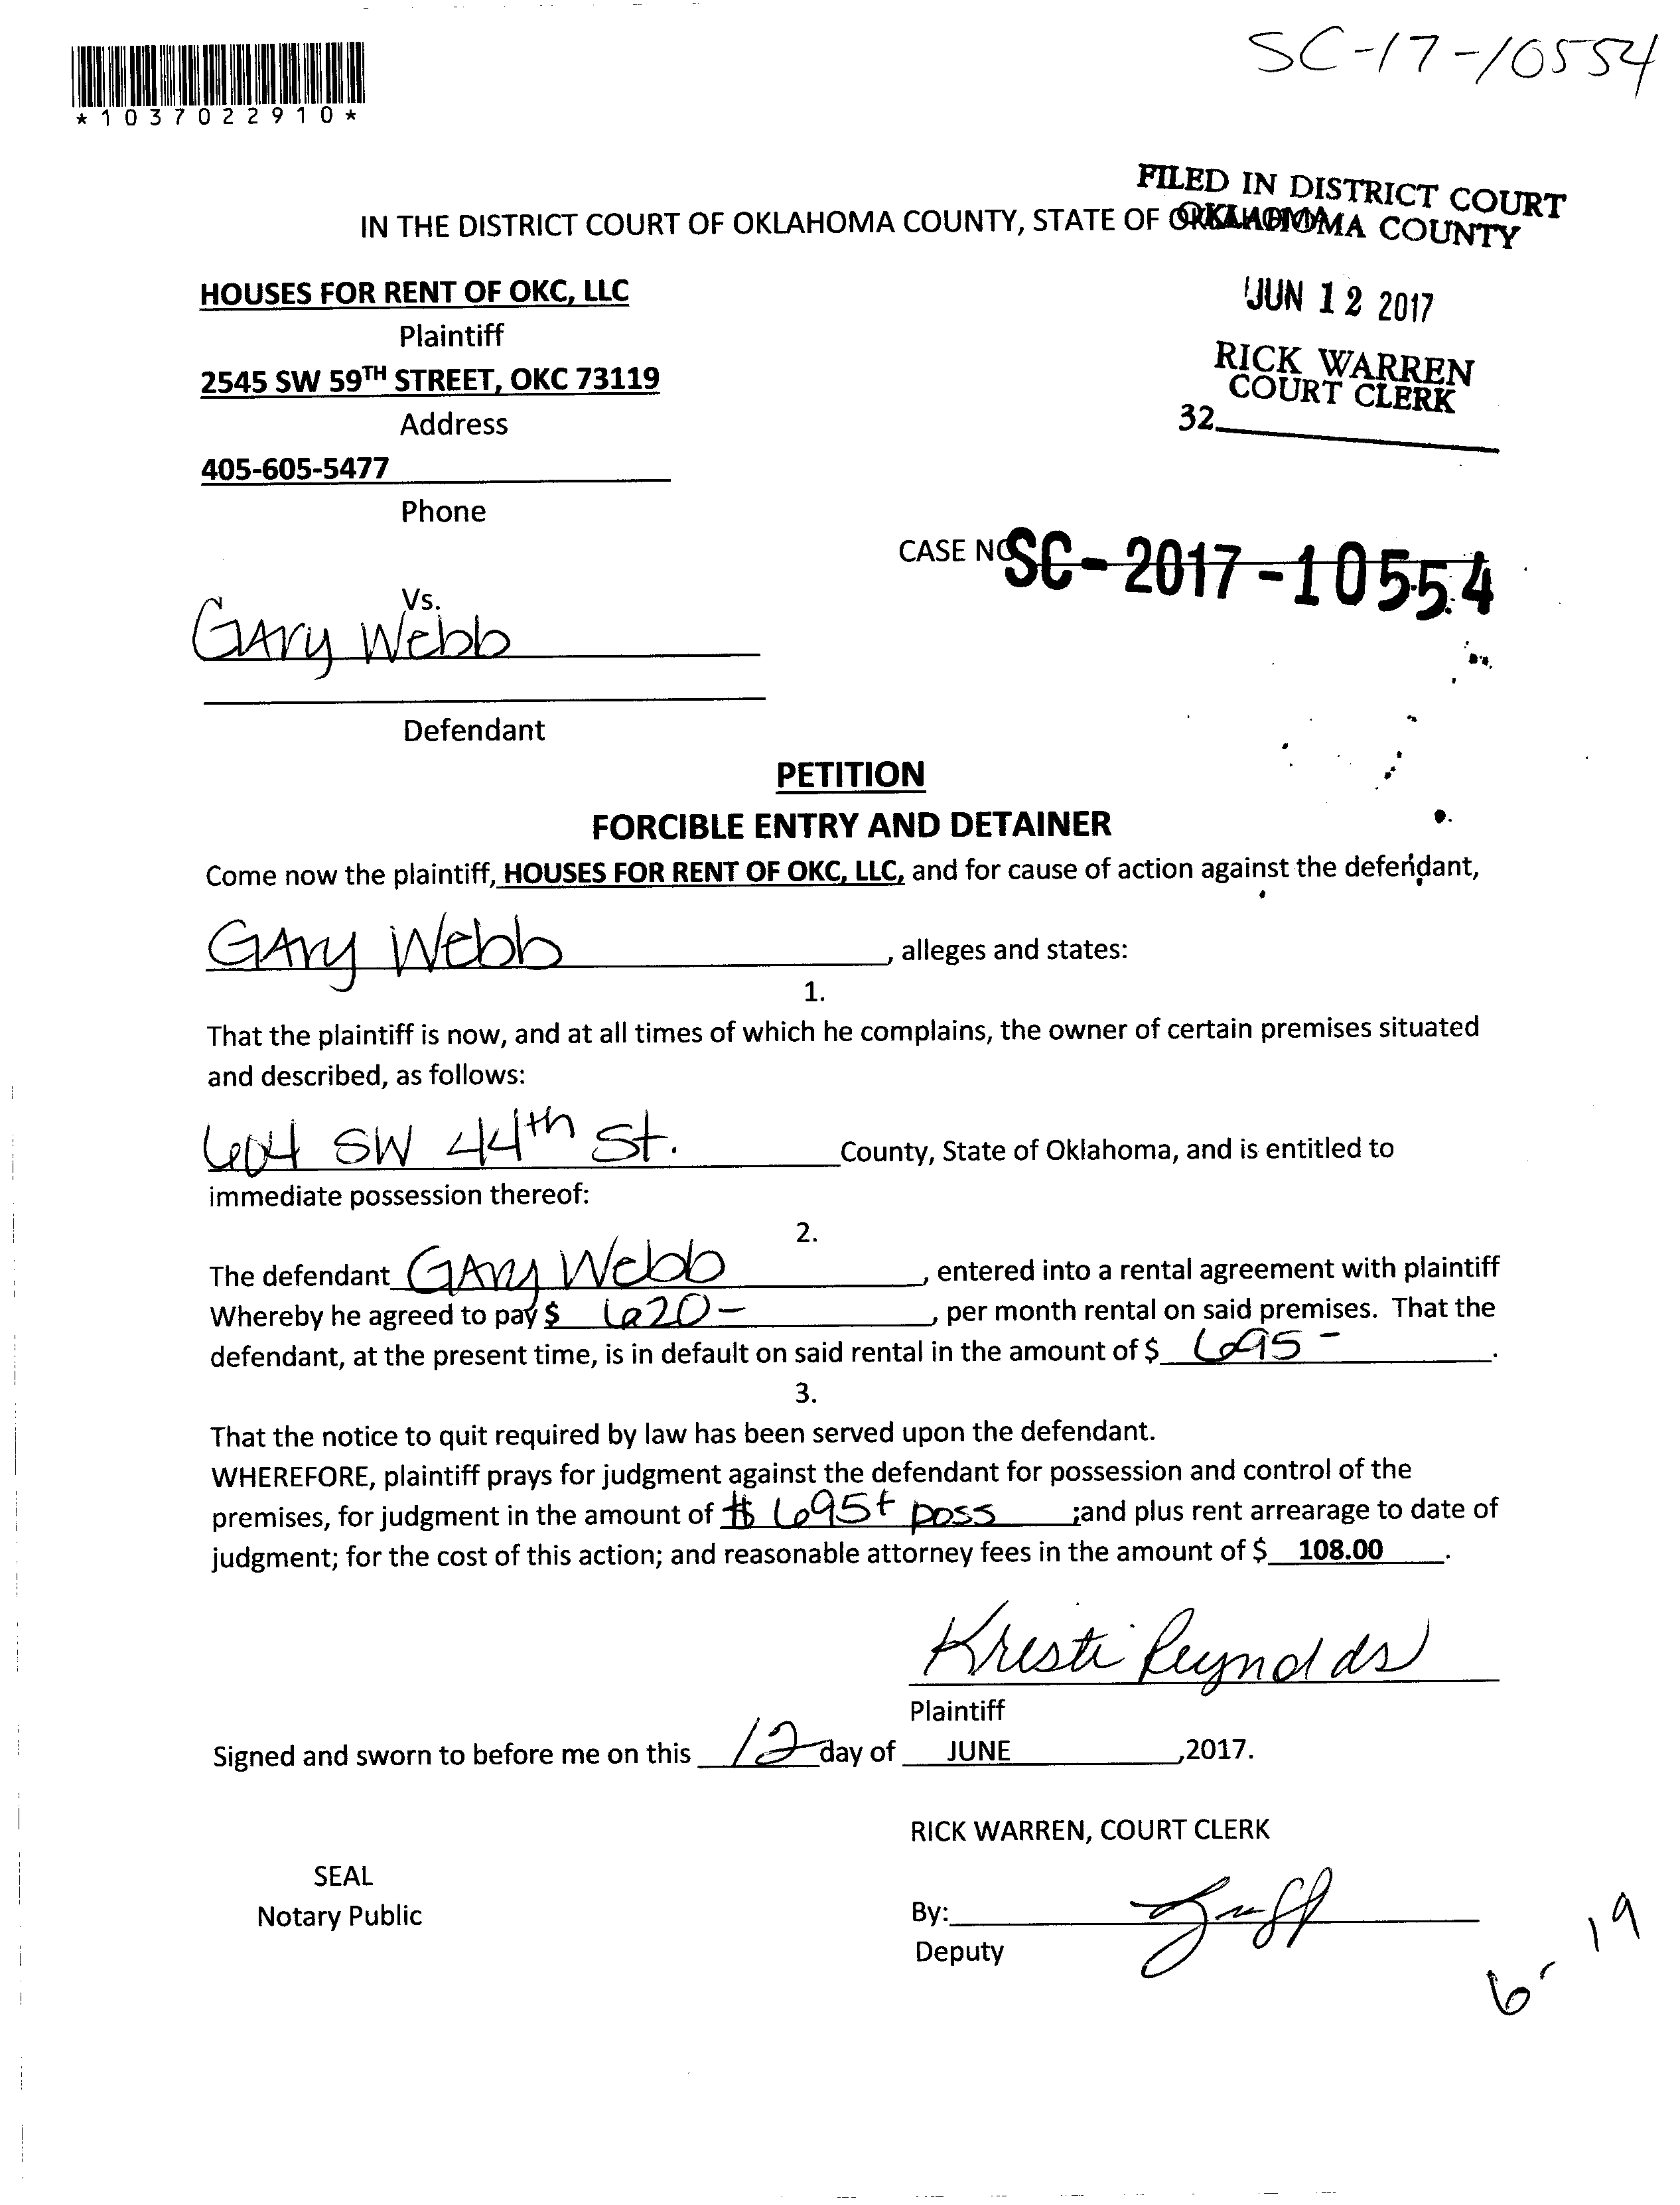 SC-17-10554
*1037022910*
FILED IN DISTRICT COURT
OKLAHOMA COUNTY
IN THE DISTRICT COURT OF OKLAHOMA COUNTY, STATE OF OKLAHOMA
HOUSES FOR RENT OF OKC, LLC
JUN 12 2017
Plaintiff
RICK WARREN
2545 SW 59TH STREET, OKC 73119
COURT CLERK
Address
32
405-605-5477
Phone
CASE NO SC-2017-10554
Vs.
GAry Webb
Defendant
PETITION
FORCIBLE ENTRY AND DETAINER
Come now the plaintiff, HOUSES FOR RENT OF OKC, LLC, and for cause of action against the defendant,
GAry Webb, alleges and states:
1.
That the plaintiff is now, and at all times of which he complains, the owner of certain premises situated
and described, as follows:
604 SW 44th St. County, State of Oklahoma, and is entitled to
immediate possession thereof:
2.
The defendant GAry Webb, entered into a rental agreement with plaintiff
Whereby he agreed to pay $ 620-, per month rental on said premises. That the
defendant, at the present time, is in default on said rental in the amount of $ 695-.
3.
That the notice to quit required by law has been served upon the defendant.
WHEREFORE, plaintiff prays for judgment against the defendant for possession and control of the
premises, for judgment in the amount of $ 695+ poss ;and plus rent arrearage to date of
judgment; for the cost of this action; and reasonable attorney fees in the amount of $ 108.00.
Kristi Reynolds
Plaintiff
Signed and sworn to before me on this 12 day of JUNE,2017.
RICK WARREN, COURT CLERK
SEAL
Notary Public
By:
Deputy
6-19